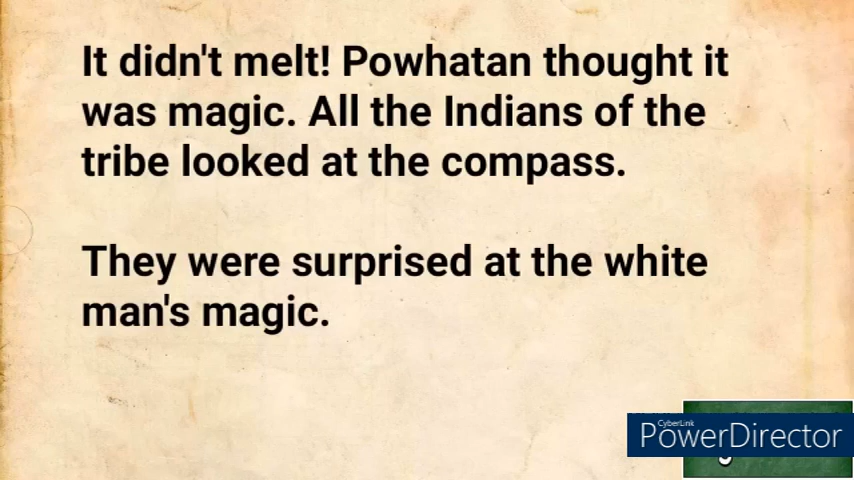 It didn't melt! Powhatan thought it
was magic. All the Indians of the
tribe looked at the compass.
They were surprised at the white
man's magic.
CyberLink
PowerDirector